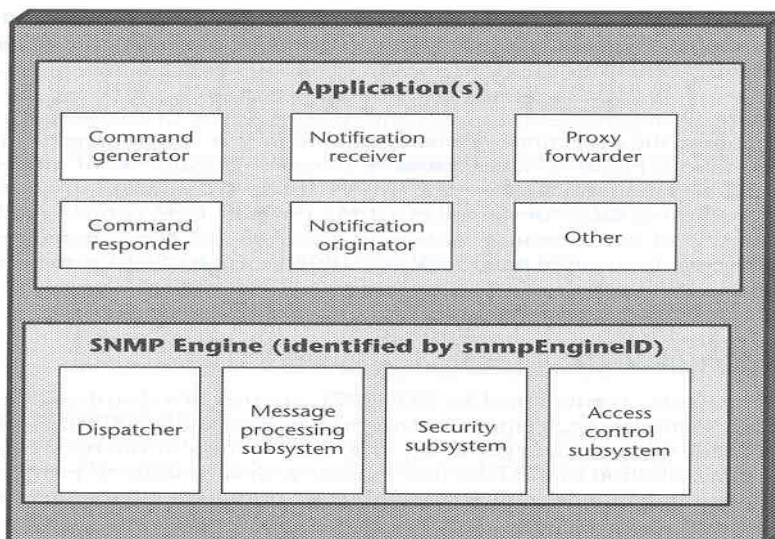 Application(s)
Command
generator
Notification
receiver
Proxy
forwarder
Command
responder
Notification
originator
Other
SNMP Engine (identified by snmpEngineID)
Dispatcher
Message
processing
subsystem
Security
subsystem
Access
control
subsystem